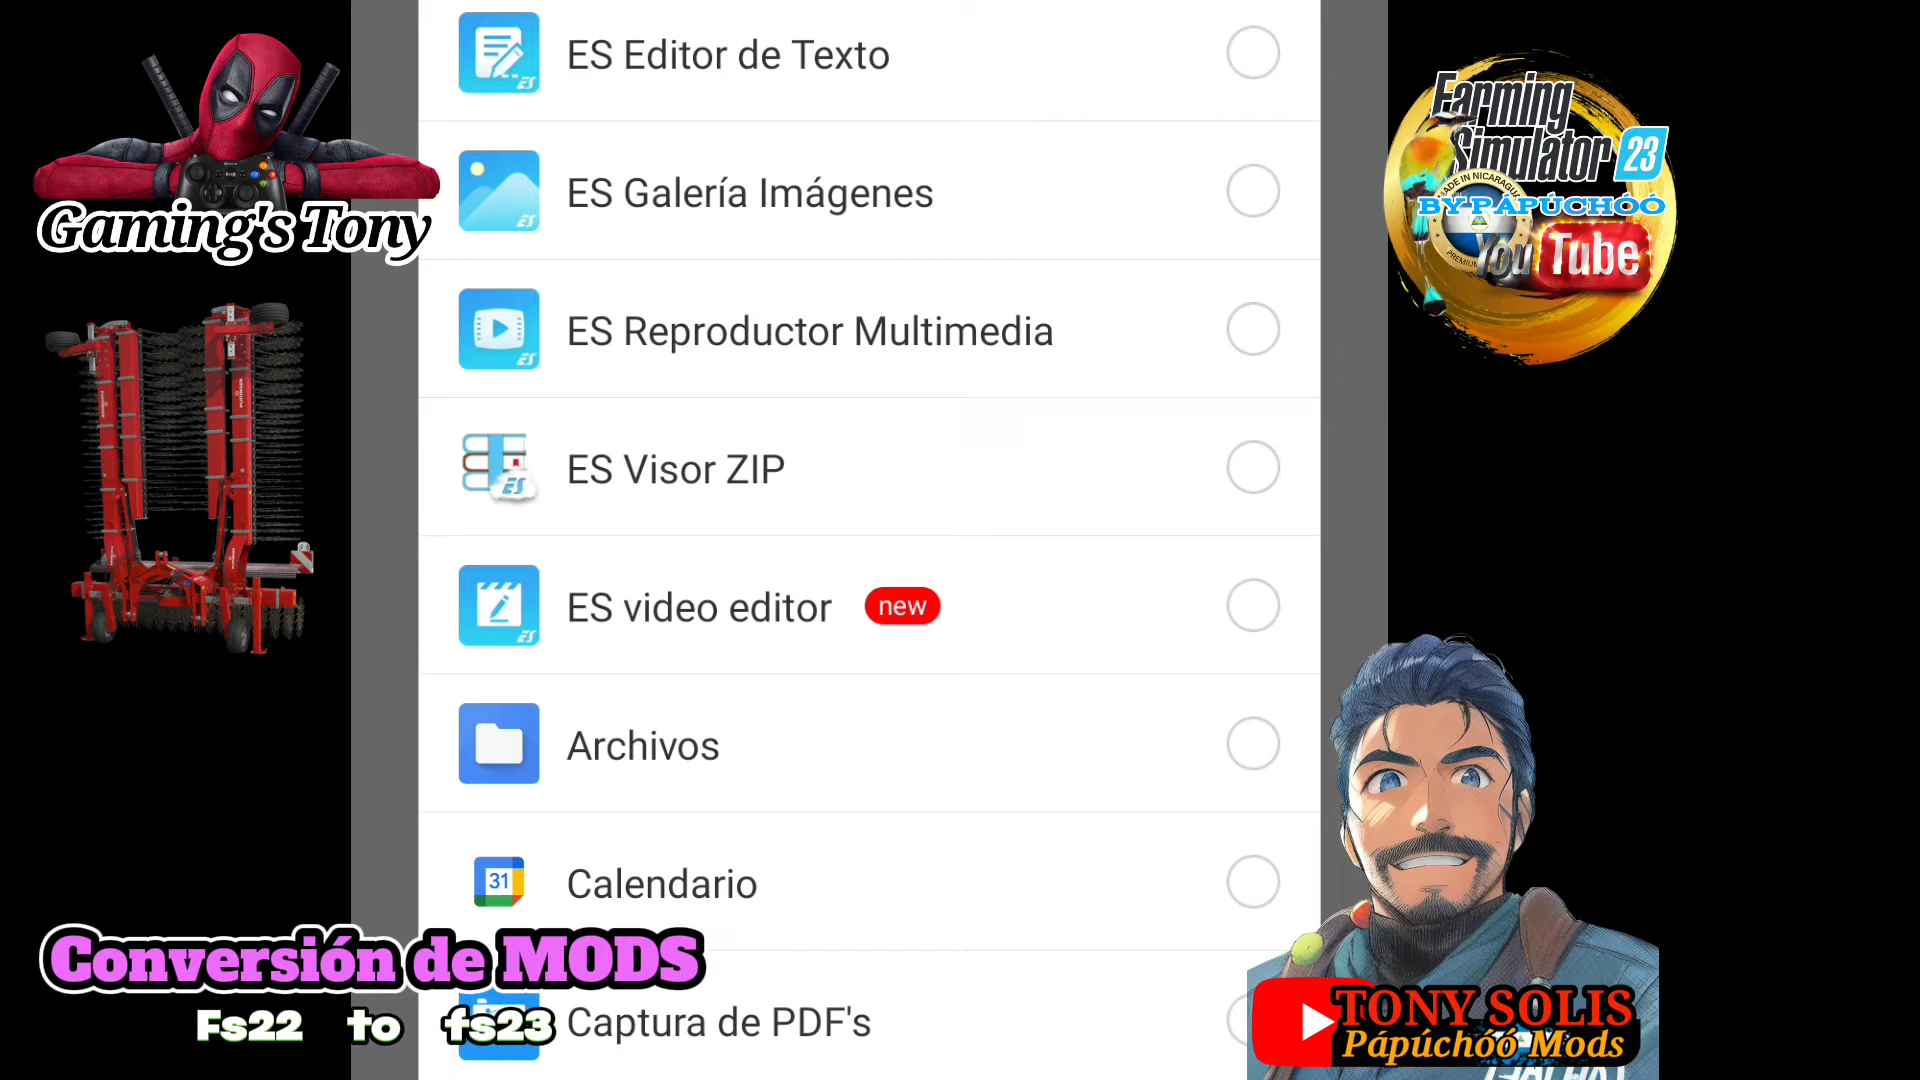 ES Editor de Texto
ES Galería Imágenes
ES Reproductor Multimedia
ES Visor ZIP
ES video editor new
Archivos
31 Calendario
Captura de PDF's
Gaming's Tony
Farming
Simulator 23
MADE IN NICARAGUA
BY PÁPÚCHÓÓ
PREMIUM
YouTube
Conversión de MODS
Fs22 to fs23
TONY SOLIS
Pápúchóó Mods